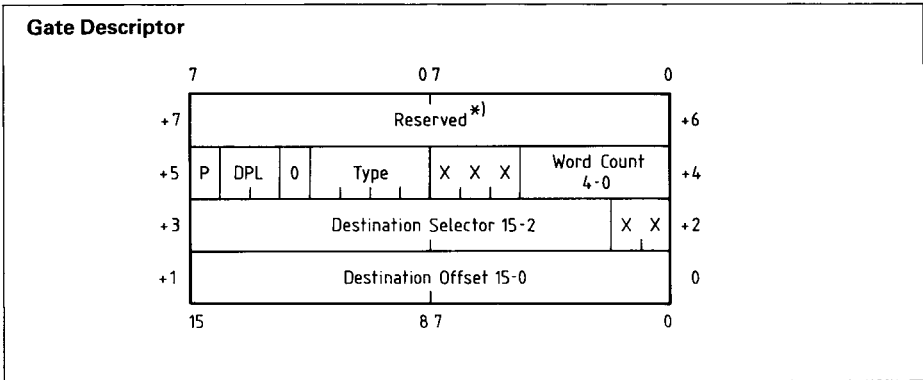 Gate Descriptor
7 0 7 0
+7 Reserved*) +6
+5 P DPL 0 Type X X X Word Count 4-0 +4
+3 Destination Selector 15-2 X X +2
+1 Destination Offset 15-0 0
15 8 7 0